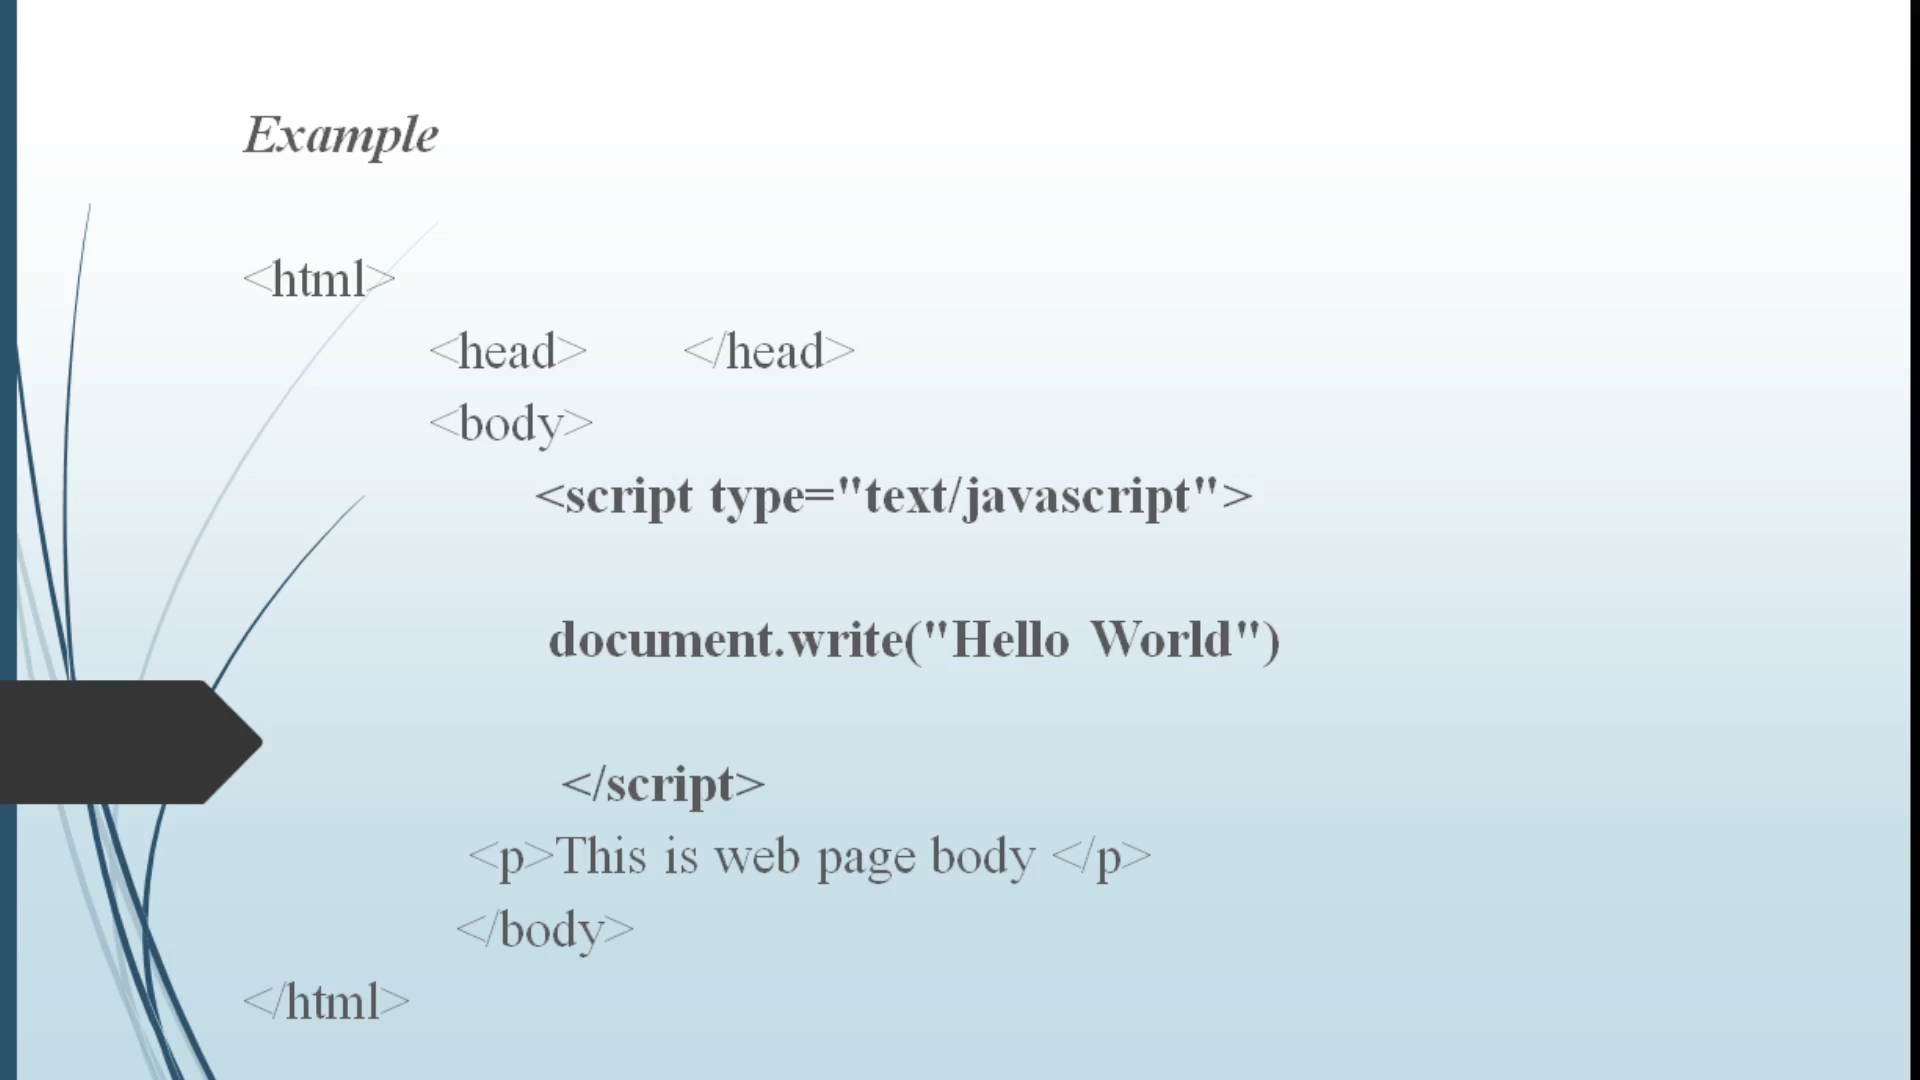 Example
<html>
<head> </head>
<body>
<script type="text/javascript">
document.write("Hello World")
</script>
<p>This is web page body </p>
</body>
</html>